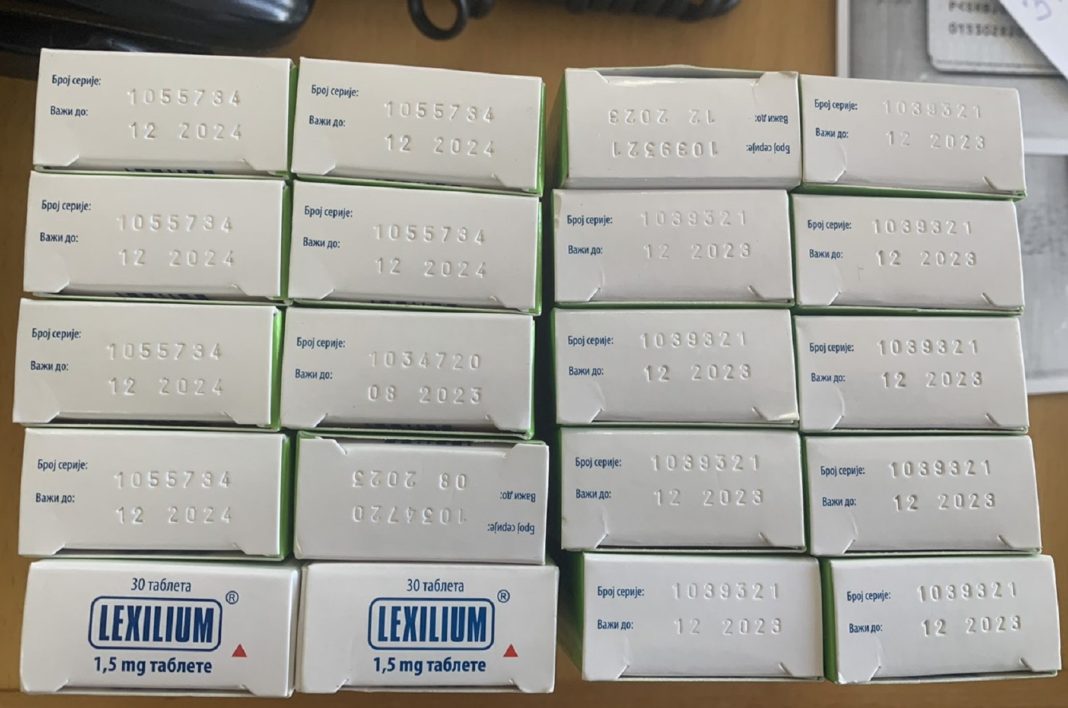 Број серије: 1055734
Важи до: 12 2024
Број серије: 1055734
Важи до: 12 2024
Број серије: 1039321
Важи до: 12 2023
Број серије: 1039321
Важи до: 12 2023
Број серије: 1055734
Важи до: 12 2024
Број серије: 1055734
Важи до: 12 2024
Број серије: 1039321
Важи до: 12 2023
Број серије: 1039321
Важи до: 12 2023
Број серије: 1055734
Важи до: 12 2024
Број серије: 1034720
Важи до: 08 2023
Број серије: 1039321
Важи до: 12 2023
Број серије: 1039321
Важи до: 12 2023
Број серије: 1055734
Важи до: 12 2024
Број серије: 1034720
Важи до: 08 2023
Број серије: 1039321
Важи до: 12 2023
Број серије: 1039321
Важи до: 12 2023
30 таблета
LEXILIUM®
1,5 mg таблете
30 таблета
LEXILIUM®
1,5 mg таблете
Број серије: 1039321
Важи до: 12 2023
Број серије: 1039321
Важи до: 12 2023